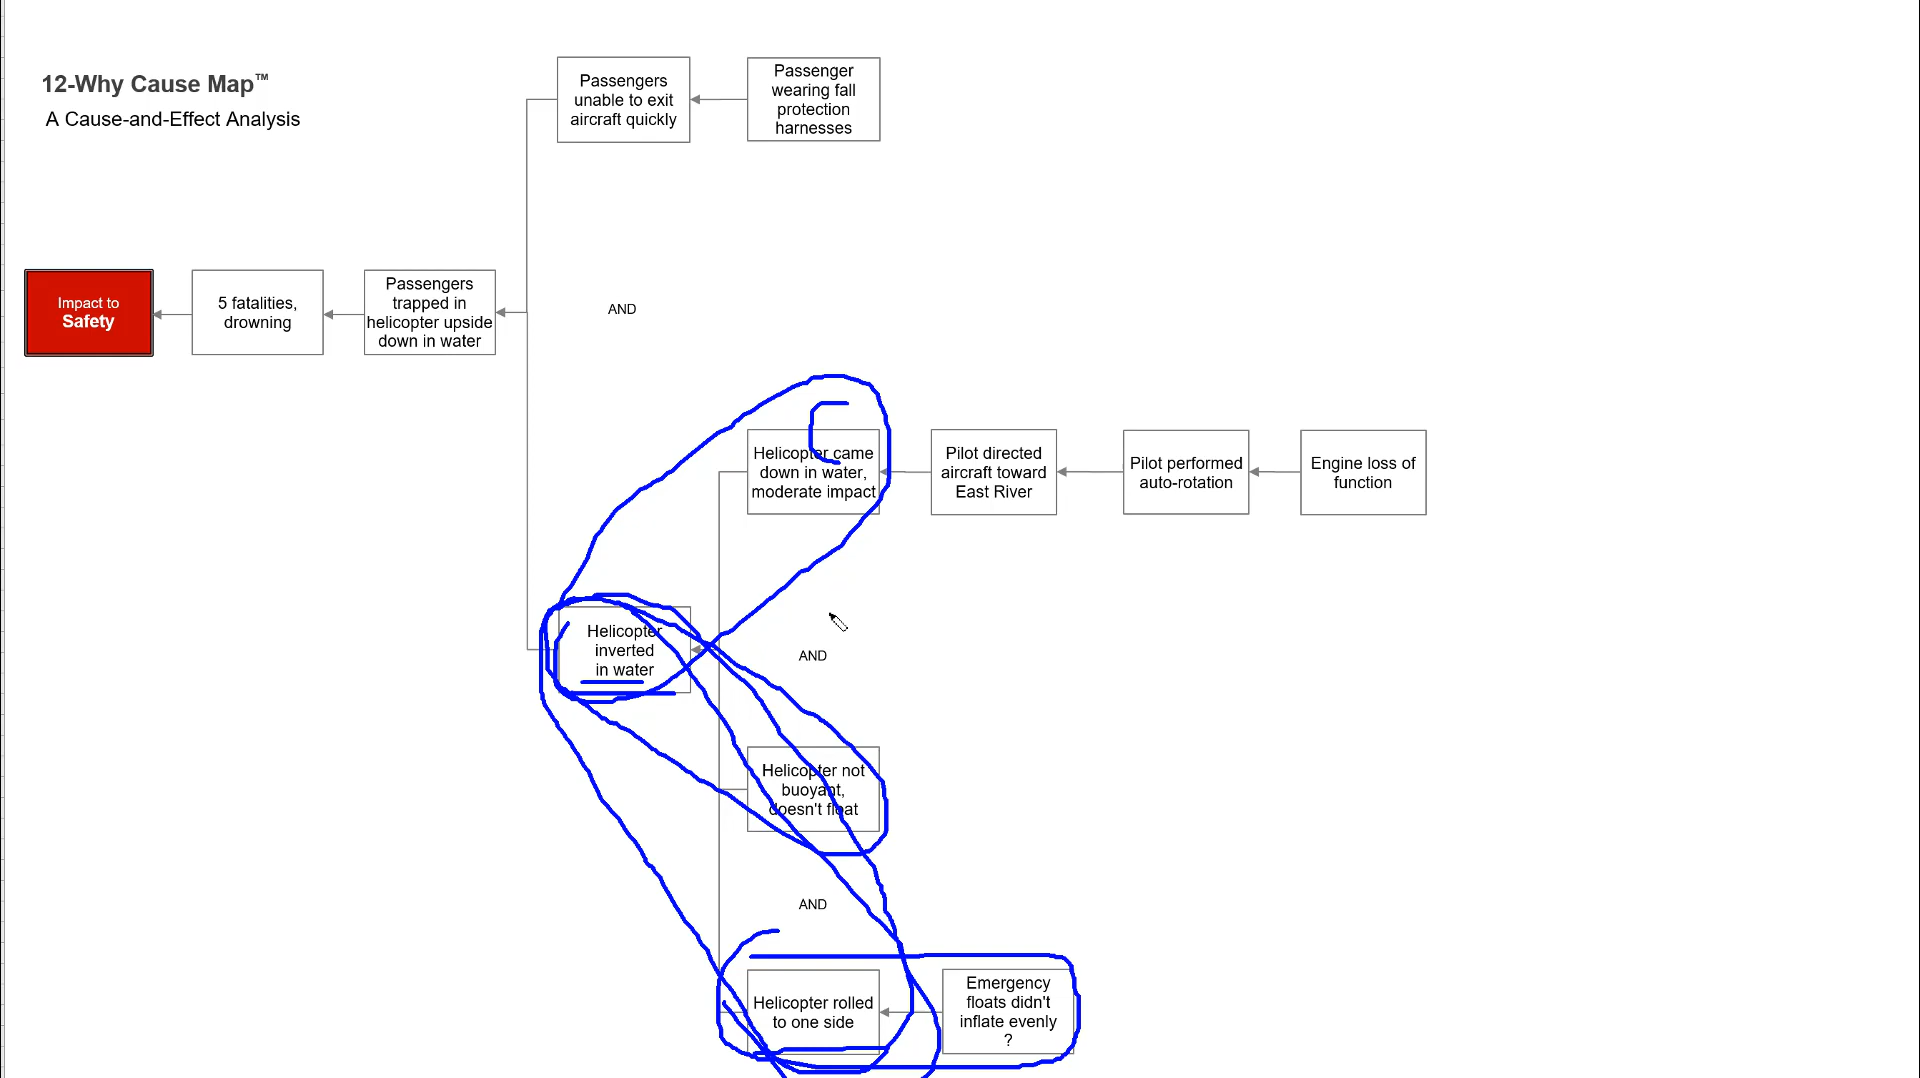 12-Why Cause Map™
A Cause-and-Effect Analysis
Passengers
unable to exit
aircraft quickly
Passenger
wearing fall
protection
harnesses
Impact to
Safety
5 fatalities,
drowning
Passengers
trapped in
helicopter upside
down in water
AND
Helicopter came
down in water,
moderate impact
Pilot directed
aircraft toward
East River
Pilot performed
auto-rotation
Engine loss of
function
Helicopter
inverted
in water
AND
Helicopter not
buoyant,
doesn't float
AND
Helicopter rolled
to one side
Emergency
floats didn't
inflate evenly
?